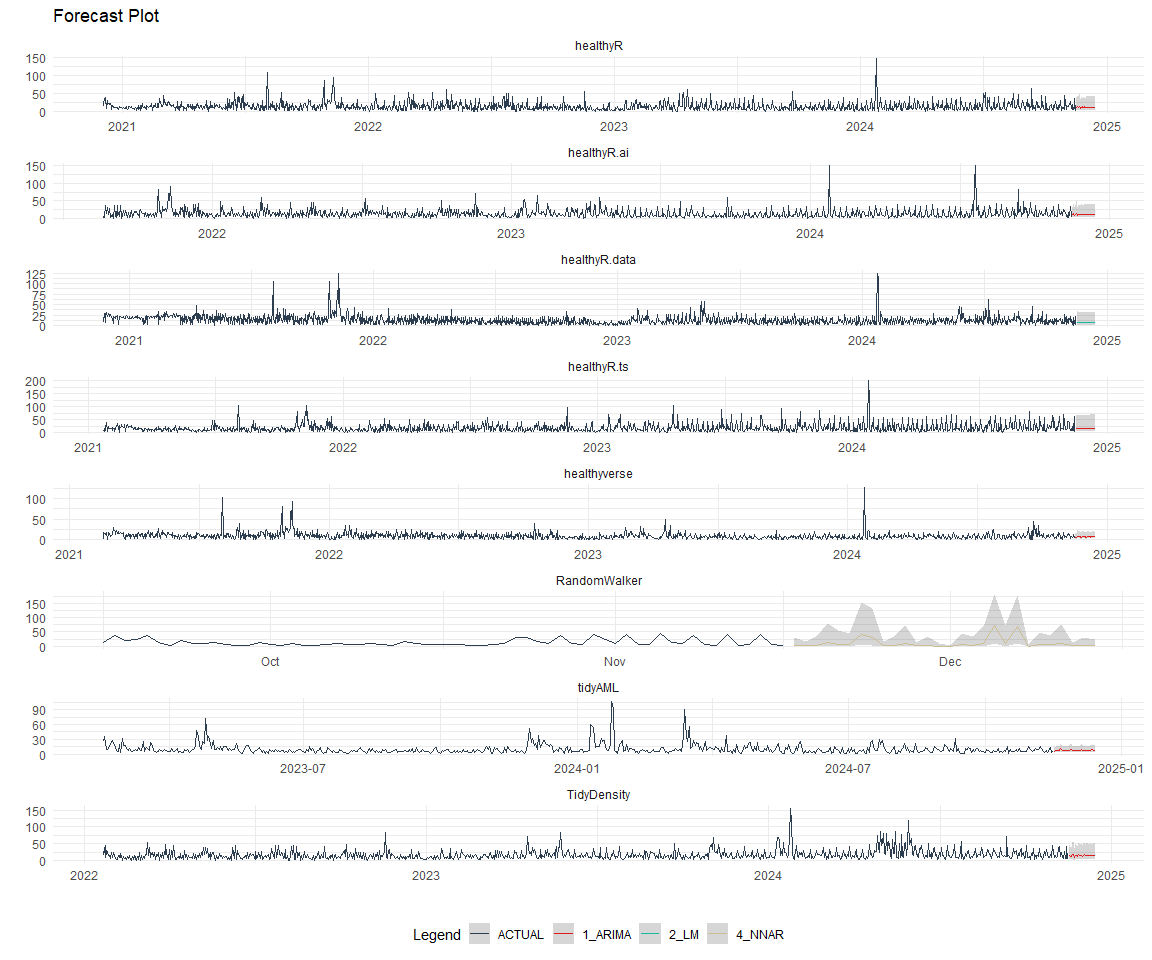 Forecast Plot
healthyR
150
100
50
0
2021 2022 2023 2024 2025
healthyR.ai
150
100
50
0
2022 2023 2024 2025
healthyR.data
125
100
75
50
25
0
2021 2022 2023 2024 2025
healthyR.ts
200
150
100
50
0
2021 2022 2023 2024 2025
healthyverse
100
50
0
2021 2022 2023 2024 2025
RandomWalker
150
100
50
0
Oct Nov Dec
tidyAML
90
60
30
0
2023-07 2024-01 2024-07 2025-01
TidyDensity
150
100
50
0
2022 2023 2024 2025
Legend ACTUAL 1_ARIMA 2_LM 4_NNAR